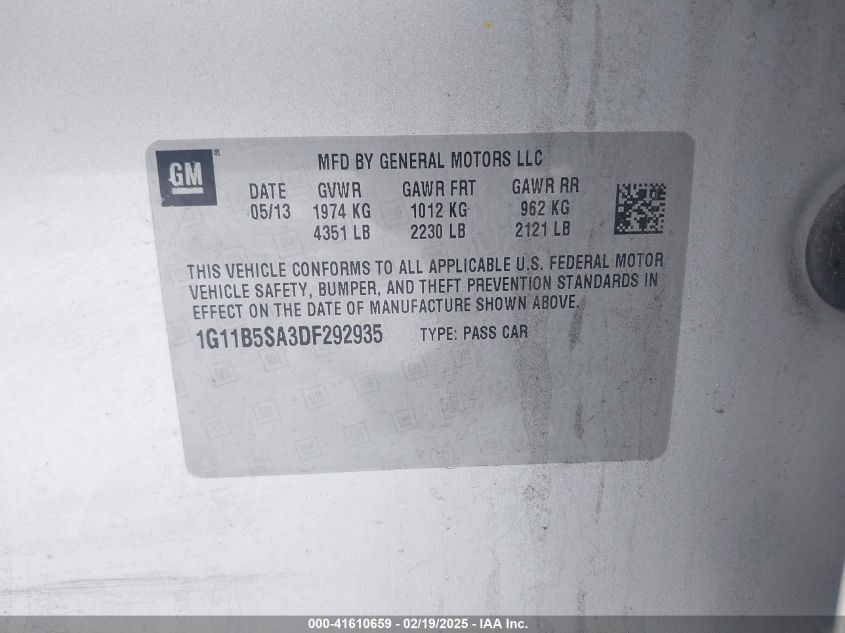 GM ®
MFD BY GENERAL MOTORS LLC
DATE GVWR GAWR FRT GAWR RR
05/13 1974 KG 1012 KG 962 KG
4351 LB 2230 LB 2121 LB
THIS VEHICLE CONFORMS TO ALL APPLICABLE U.S. FEDERAL MOTOR
VEHICLE SAFETY, BUMPER, AND THEFT PREVENTION STANDARDS IN
EFFECT ON THE DATE OF MANUFACTURE SHOWN ABOVE.
1G11B5SA3DF292935 TYPE: PASS CAR
000-41610659 - 02/19/2025 - IAA Inc.